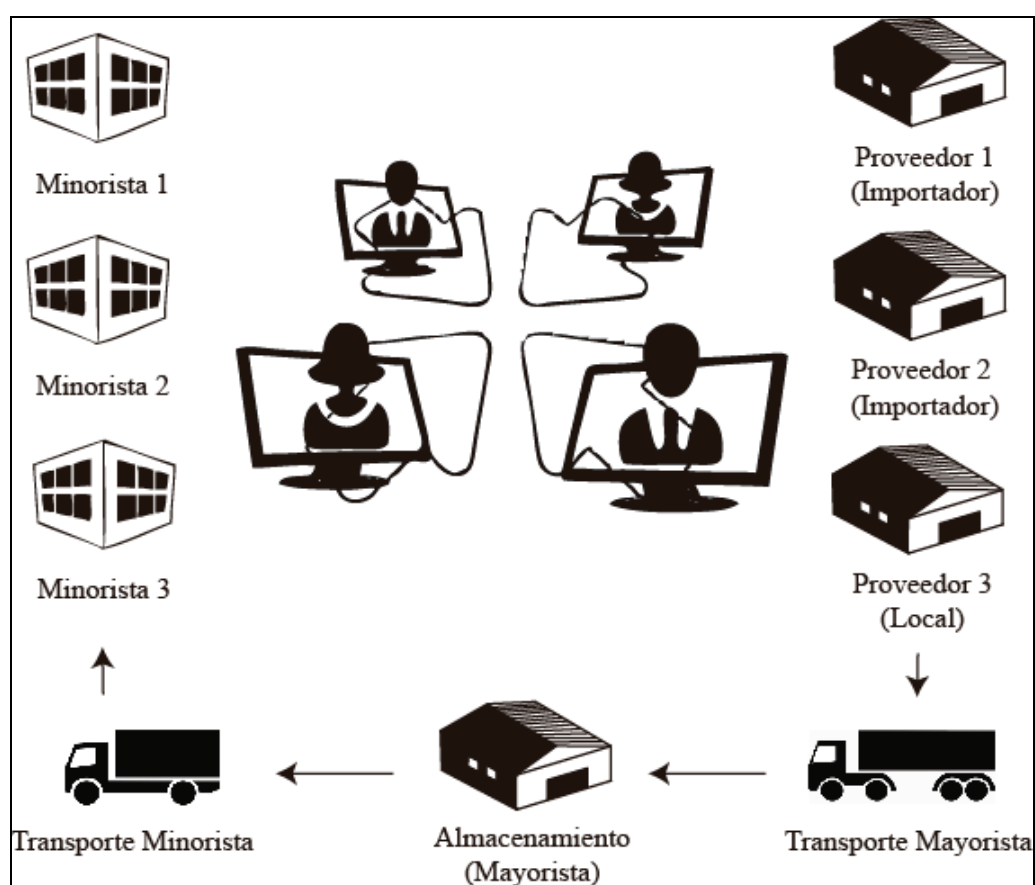 Minorista 1
Proveedor 1
(Importador)
Minorista 2
Proveedor 2
(Importador)
Minorista 3
Proveedor 3
(Local)
Transporte Minorista
Almacenamiento
(Mayorista)
Transporte Mayorista